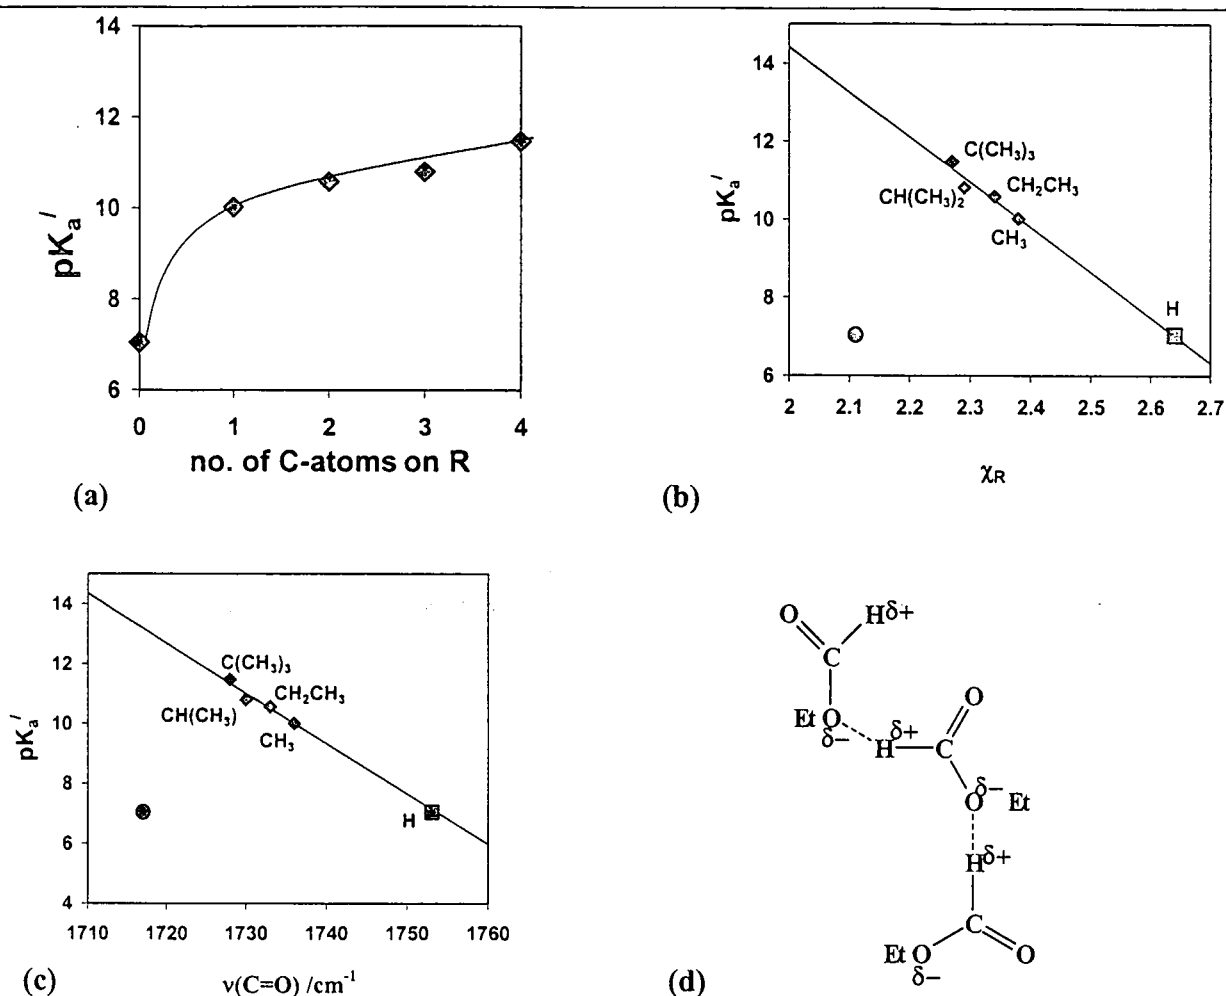 14
12
10
8
6
pKa/
0 1 2 3 4
no. of C-atoms on R
(a)
14
12
10
8
6
pKa/
C(CH3)3
CH(CH3)2
CH2CH3
CH3
H
2 2.1 2.2 2.3 2.4 2.5 2.6 2.7
χR
(b)
14
12
10
8
6
4
pKa/
C(CH3)3
CH(CH3)
CH2CH3
CH3
H
1710 1720 1730 1740 1750 1760
(c) ν(C=O) /cm-1
O Hδ+
C
Et O
δ–
H δ+ C O
O δ– Et
H δ+
C
Et O O
δ–
(d)